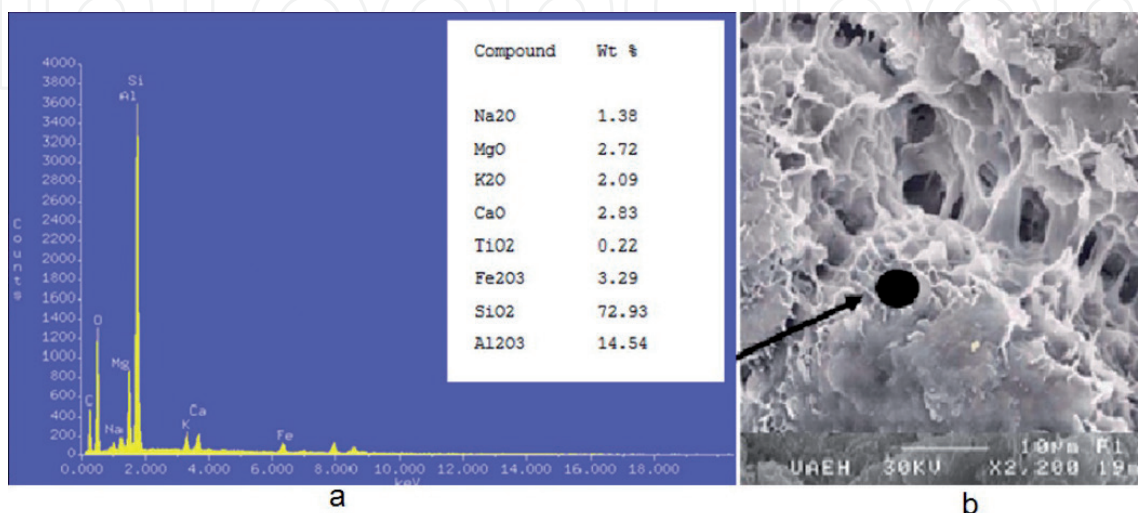 Compound Wt %
Na2O 1.38
MgO 2.72
K2O 2.09
CaO 2.83
TiO2 0.22
Fe2O3 3.29
SiO2 72.93
Al2O3 14.54
4000
3800
3600
3400
3200
3000
2800
2600
2400
2200
2000
1800
1600
1400
1200
1000
800
600
400
200
0.000 2.000 4.000 6.000 8.000 10.000 12.000 14.000 16.000 18.000
keV
Counts
Si
Al
O
Mg
C
Na
K
Ca
Fe
a
10µm
UAEH 30KV X2,200 19m
b